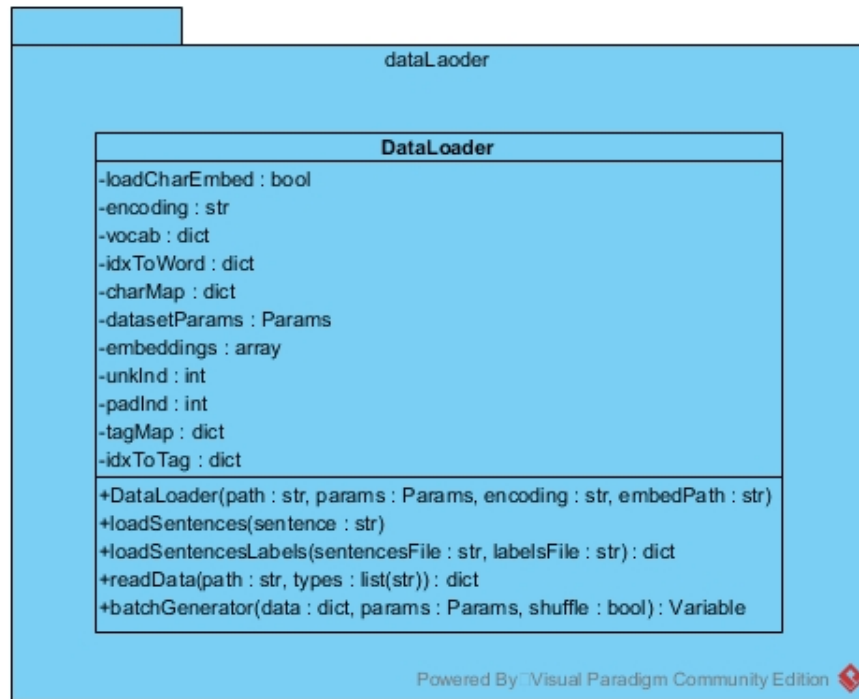 dataLaoder
DataLoader
-loadCharEmbed : bool
-encoding : str
-vocab : dict
-idxToWord : dict
-charMap : dict
-datasetParams : Params
-embeddings : array
-unkInd : int
-padInd : int
-tagMap : dict
-idxToTag : dict
+DataLoader(path : str, params : Params, encoding : str, embedPath : str)
+loadSentences(sentence : str)
+loadSentencesLabels(sentencesFile : str, labelsFile : str) : dict
+readData(path : str, types : list(str)) : dict
+batchGenerator(data : dict, params : Params, shuffle : bool) : Variable
Powered By Visual Paradigm Community Edition